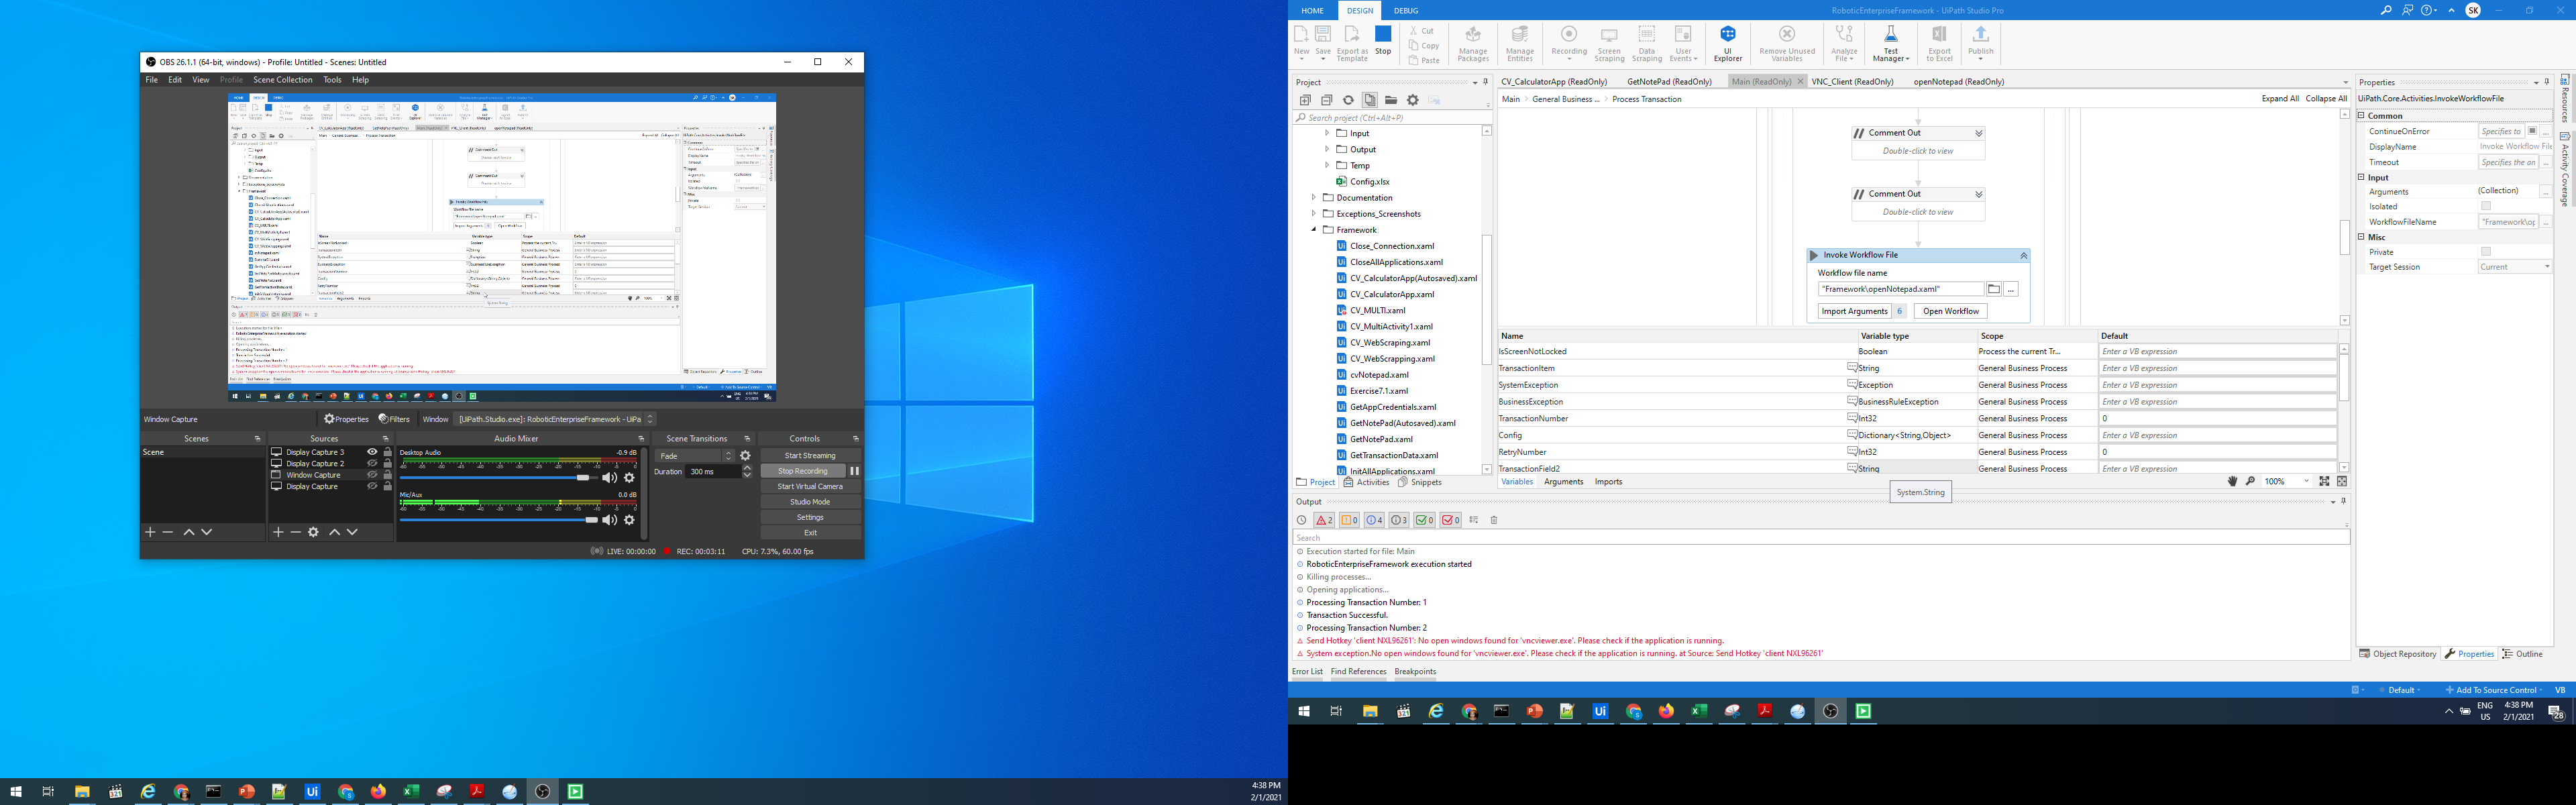 OBS 26.1.1 (64-bit, windows) - Profile: Untitled - Scenes: Untitled
File Edit View Profile Scene Collection Tools Help
Window Capture
Properties Filters Window [UiPath.Studio.exe]: RoboticEnterpriseFramework - UiPa
Scenes Sources Audio Mixer Scene Transitions Controls
Scene
Display Capture 3
Display Capture 2
Window Capture
Display Capture
Desktop Audio -0.9 dB
Mic/Aux 0.0 dB
Fade
Duration 300 ms
Start Streaming
Stop Recording
Start Virtual Camera
Studio Mode
Settings
Exit
LIVE: 00:00:00 REC: 00:03:11 CPU: 7.3%, 60.00 fps
4:38 PM
2/1/2021
HOME DESIGN DEBUG
RoboticEnterpriseFramework - UiPath Studio Pro
SK
New Save Export as Template Stop
Cut
Copy
Paste
Manage Packages
Manage Entities
Recording
Screen Scraping
Data Scraping
User Events
UI Explorer
Remove Unused Variables
Analyze File
Test Manager
Export to Excel
Publish
Project
Search project (Ctrl+Alt+P)
Input
Output
Temp
Config.xlsx
Documentation
Exceptions_Screenshots
Framework
Close_Connection.xaml
CloseAllApplications.xaml
CV_CalculatorApp(Autosaved).xaml
CV_CalculatorApp.xaml
CV_MULTI.xaml
CV_MultiActivity1.xaml
CV_WebScraping.xaml
CV_WebScrapping.xaml
cvNotepad.xaml
Exercise7.1.xaml
GetAppCredentials.xaml
GetNotePad(Autosaved).xaml
GetNotePad.xaml
GetTransactionData.xaml
InitAllApplications.xaml
Project Activities Snippets
CV_CalculatorApp (ReadOnly) GetNotePad (ReadOnly) Main (ReadOnly) VNC_Client (ReadOnly) openNotepad (ReadOnly)
Main General Business ... Process Transaction Expand All Collapse All
Comment Out
Double-click to view
Comment Out
Double-click to view
Invoke Workflow File
Workflow file name
"Framework\openNotepad.xaml"
...
Import Arguments 6 Open Workflow
Name Variable type Scope Default
IsScreenNotLocked Boolean Process the current Tr... Enter a VB expression
TransactionItem String General Business Process Enter a VB expression
SystemException Exception General Business Process Enter a VB expression
BusinessException BusinessRuleException General Business Process Enter a VB expression
TransactionNumber Int32 General Business Process 0
Config Dictionary<String,Object> General Business Process Enter a VB expression
RetryNumber Int32 General Business Process 0
TransactionField2 String General Business Process Enter a VB expression
Variables Arguments Imports 100%
System.String
Output
2 0 4 3 0 0
Search
Execution started for file: Main
RoboticEnterpriseFramework execution started
Killing processes...
Opening applications...
Processing Transaction Number: 1
Transaction Successful.
Processing Transaction Number: 2
Send Hotkey 'client NXL96261': No open windows found for 'vncviewer.exe'. Please check if the application is running.
System exception.No open windows found for 'vncviewer.exe'. Please check if the application is running. at Source: Send Hotkey 'client NXL96261'
Error List Find References Breakpoints
Properties
UiPath.Core.Activities.InvokeWorkflowFile
Common
ContinueOnError Specifies to ...
DisplayName Invoke Workflow File
Timeout Specifies the am ...
Input
Arguments (Collection) ...
Isolated
WorkflowFileName "Framework\op ...
Misc
Private
Target Session Current
Resources
Activity Coverage
Object Repository Properties Outline
Default Add To Source Control VB
ENG
US
4:38 PM
2/1/2021
28